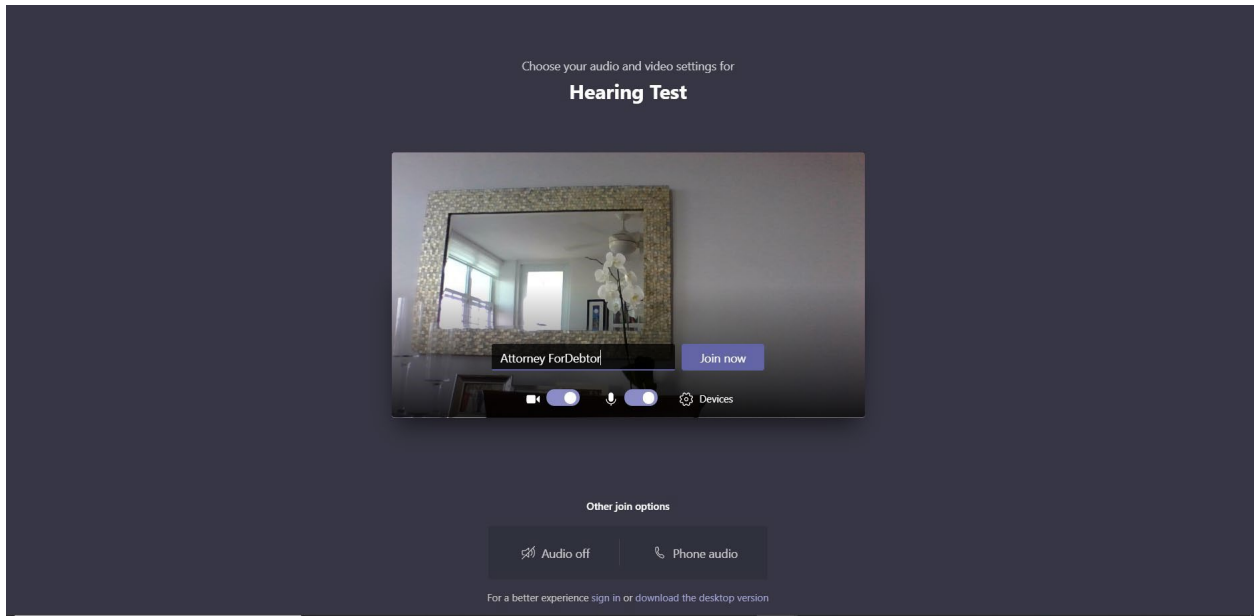 Choose your audio and video settings for
Hearing Test
Attorney ForDebtor
Join now
Devices
Other join options
Audio off
Phone audio
For a better experience sign in or download the desktop version